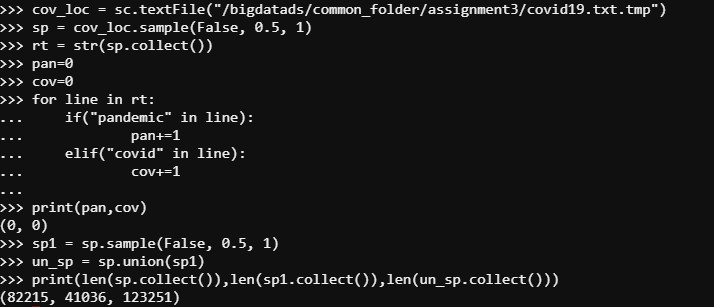 >>> cov_loc = sc.textFile("/bigdatads/common_folder/assignment3/covid19.txt.tmp")
>>> sp = cov_loc.sample(False, 0.5, 1)
>>> rt = str(sp.collect())
>>> pan=0
>>> cov=0
>>> for line in rt:
...     if("pandemic" in line):
...             pan+=1
...     elif("covid" in line):
...             cov+=1
...
>>> print(pan,cov)
(0, 0)
>>> sp1 = sp.sample(False, 0.5, 1)
>>> un_sp = sp.union(sp1)
>>> print(len(sp.collect()),len(sp1.collect()),len(un_sp.collect()))
(82215, 41036, 123251)